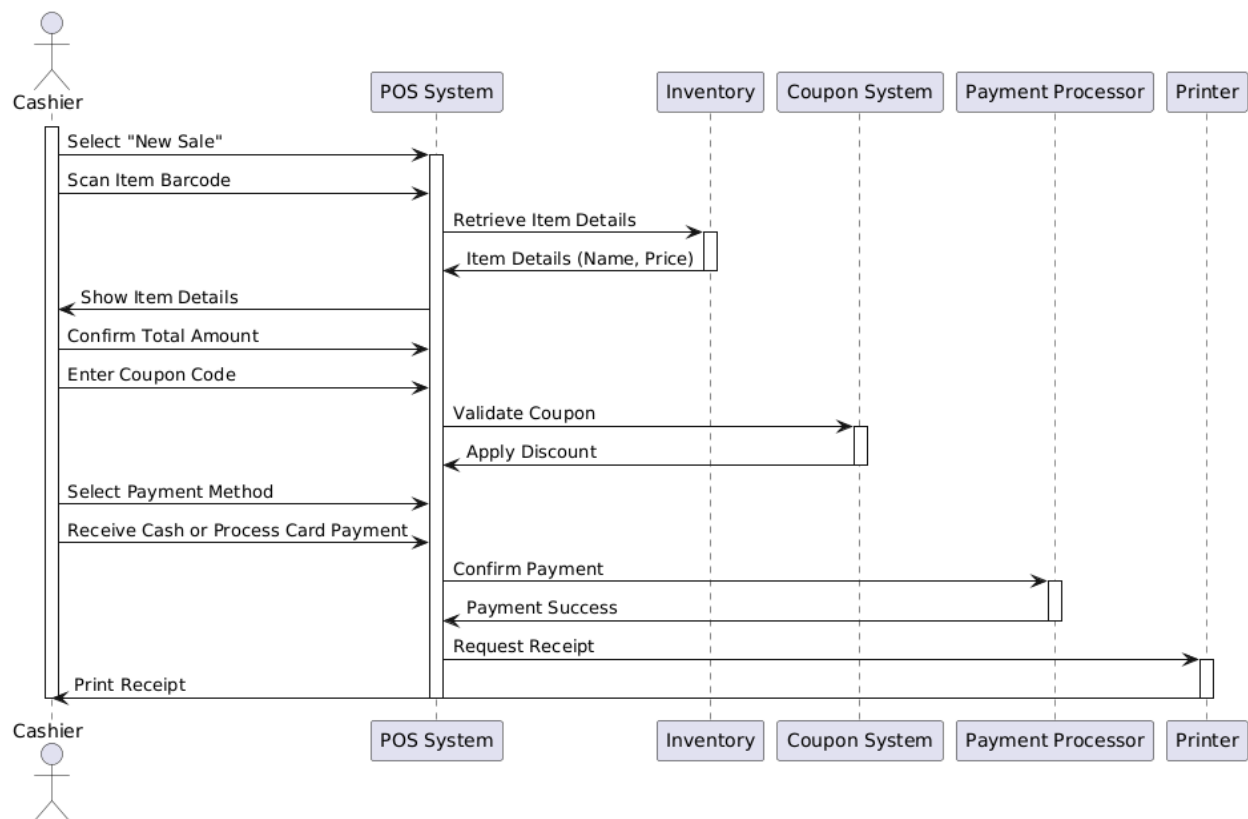 Cashier
POS System
Inventory
Coupon System
Payment Processor
Printer
Select "New Sale"
Scan Item Barcode
Retrieve Item Details
Item Details (Name, Price)
Show Item Details
Confirm Total Amount
Enter Coupon Code
Validate Coupon
Apply Discount
Select Payment Method
Receive Cash or Process Card Payment
Confirm Payment
Payment Success
Request Receipt
Print Receipt
Cashier
POS System
Inventory
Coupon System
Payment Processor
Printer